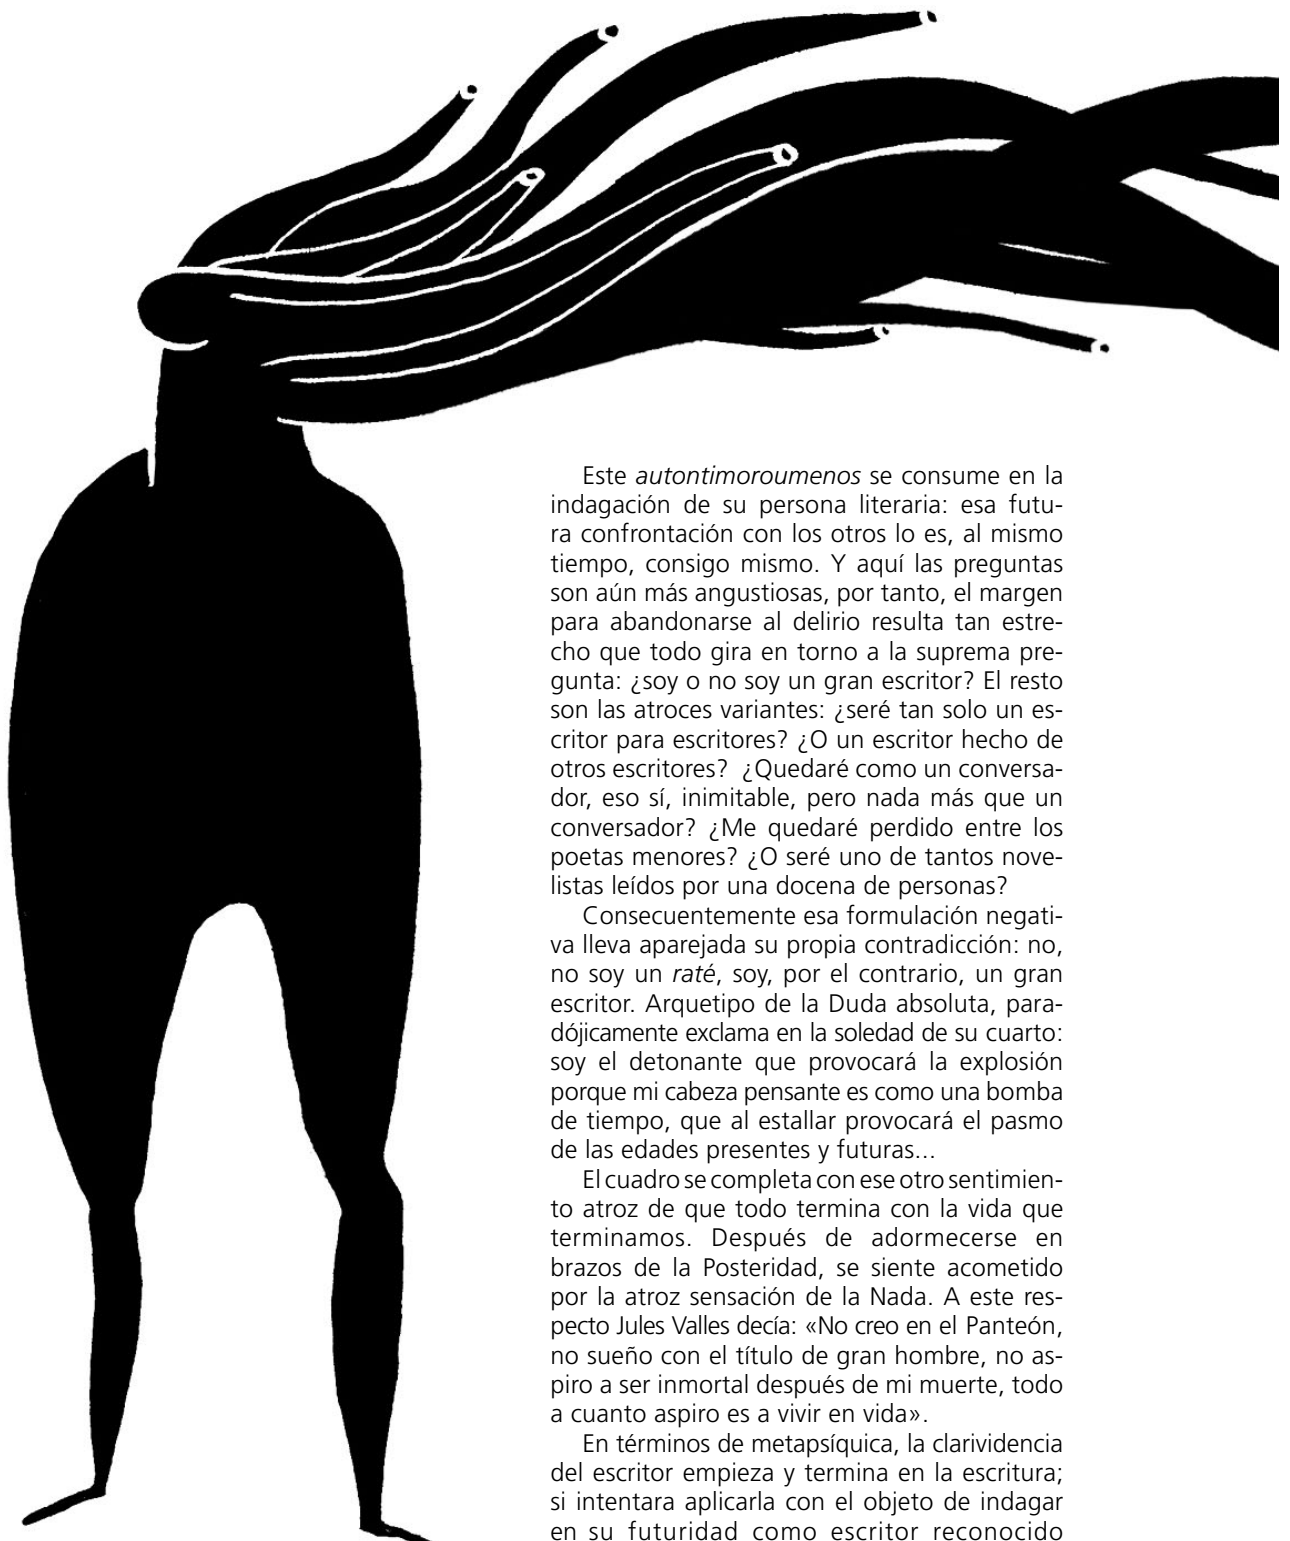 Este autontimoroumenos se consume en la
indagación de su persona literaria: esa futu-
ra confrontación con los otros lo es, al mismo
tiempo, consigo mismo. Y aquí las preguntas
son aún más angustiosas, por tanto, el margen
para abandonarse al delirio resulta tan estre-
cho que todo gira en torno a la suprema pre-
gunta: ¿soy o no soy un gran escritor? El resto
son las atroces variantes: ¿seré tan solo un es-
critor para escritores? ¿O un escritor hecho de
otros escritores? ¿Quedaré como un conversa-
dor, eso sí, inimitable, pero nada más que un
conversador? ¿Me quedaré perdido entre los
poetas menores? ¿O seré uno de tantos nove-
listas leídos por una docena de personas?
Consecuentemente esa formulación negati-
va lleva aparejada su propia contradicción: no,
no soy un raté, soy, por el contrario, un gran
escritor. Arquetipo de la Duda absoluta, para-
dójicamente exclama en la soledad de su cuarto:
soy el detonante que provocará la explosión
porque mi cabeza pensante es como una bomba
de tiempo, que al estallar provocará el pasmo
de las edades presentes y futuras...
El cuadro se completa con ese otro sentimien-
to atroz de que todo termina con la vida que
terminamos. Después de adormecerse en
brazos de la Posteridad, se siente acometido
por la atroz sensación de la Nada. A este res-
pecto Jules Valles decía: «No creo en el Panteón,
no sueño con el título de gran hombre, no as-
piro a ser inmortal después de mi muerte, todo
a cuanto aspiro es a vivir en vida».
En términos de metapsíquica, la clarividencia
del escritor empieza y termina en la escritura;
si intentara aplicarla con el objeto de indagar
en su futuridad como escritor reconocido